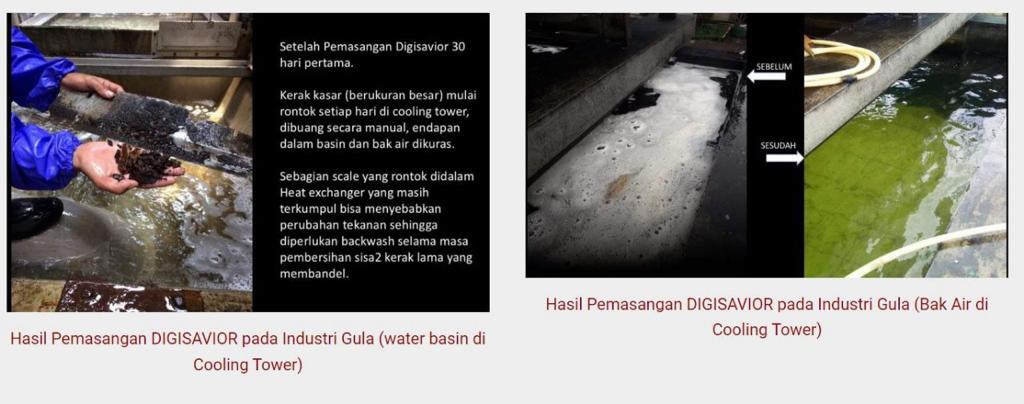 Setelah Pemasangan Digisavior 30
hari pertama.
Kerak kasar (berukuran besar) mulai
rontok setiap hari di cooling tower,
dibuang secara manual, endapan
dalam basin dan bak air dikuras.
Sebagian scale yang rontok didalam
Heat exchanger yang masih
terkumpul bisa menyebabkan
perubahan tekanan sehingga
diperlukan backwash selama masa
pembersihan sisa2 kerak lama yang
membandel.
Hasil Pemasangan DIGISAVIOR pada Industri Gula (water basin di
Cooling Tower)
SEBELUM
SESUDAH
Hasil Pemasangan DIGISAVIOR pada Industri Gula (Bak Air di
Cooling Tower)